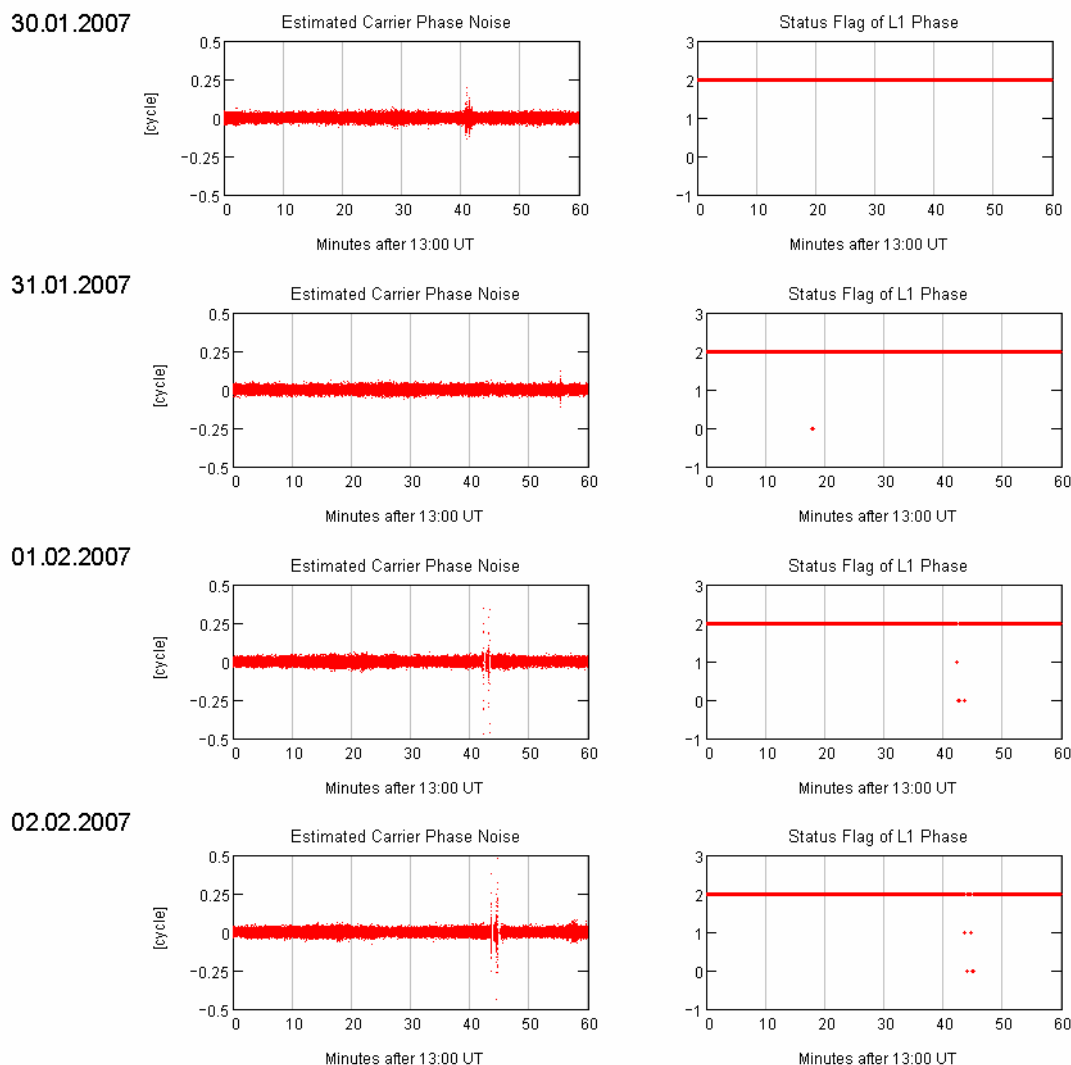 30.01.2007
Estimated Carrier Phase Noise Status Flag of L1 Phase
0.5 3
0.25 2
[cycle] 0 1
−0.25 0
−0.5 −1
0 10 20 30 40 50 60 0 10 20 30 40 50 60
Minutes after 13:00 UT Minutes after 13:00 UT
31.01.2007
Estimated Carrier Phase Noise Status Flag of L1 Phase
0.5 3
0.25 2
[cycle] 0 1
−0.25 0
−0.5 −1
0 10 20 30 40 50 60 0 10 20 30 40 50 60
Minutes after 13:00 UT Minutes after 13:00 UT
01.02.2007
Estimated Carrier Phase Noise Status Flag of L1 Phase
0.5 3
0.25 2
[cycle] 0 1
−0.25 0
−0.5 −1
0 10 20 30 40 50 60 0 10 20 30 40 50 60
Minutes after 13:00 UT Minutes after 13:00 UT
02.02.2007
Estimated Carrier Phase Noise Status Flag of L1 Phase
0.5 3
0.25 2
[cycle] 0 1
−0.25 0
−0.5 −1
0 10 20 30 40 50 60 0 10 20 30 40 50 60
Minutes after 13:00 UT Minutes after 13:00 UT